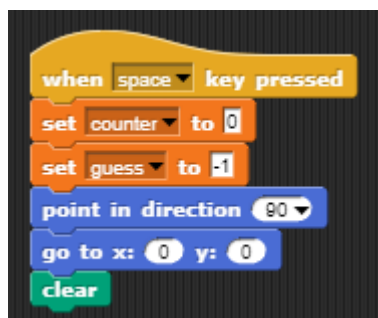 when space key pressed
set counter to 0
set guess to -1
point in direction 90
go to x: 0 y: 0
clear